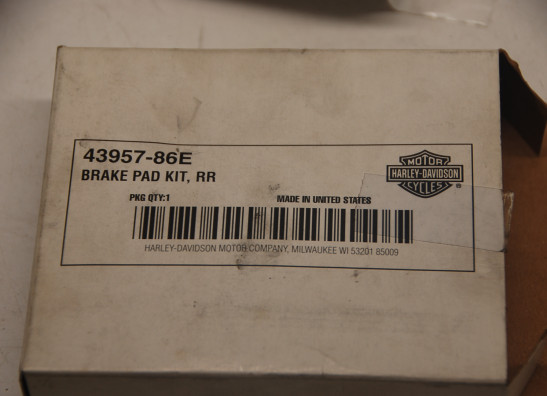 43957-86E
BRAKE PAD KIT, RR
MOTOR
HARLEY-DAVIDSON
CYCLES
®
PKG QTY:1 MADE IN UNITED STATES
HARLEY-DAVIDSON MOTOR COMPANY, MILWAUKEE WI 53201 85009